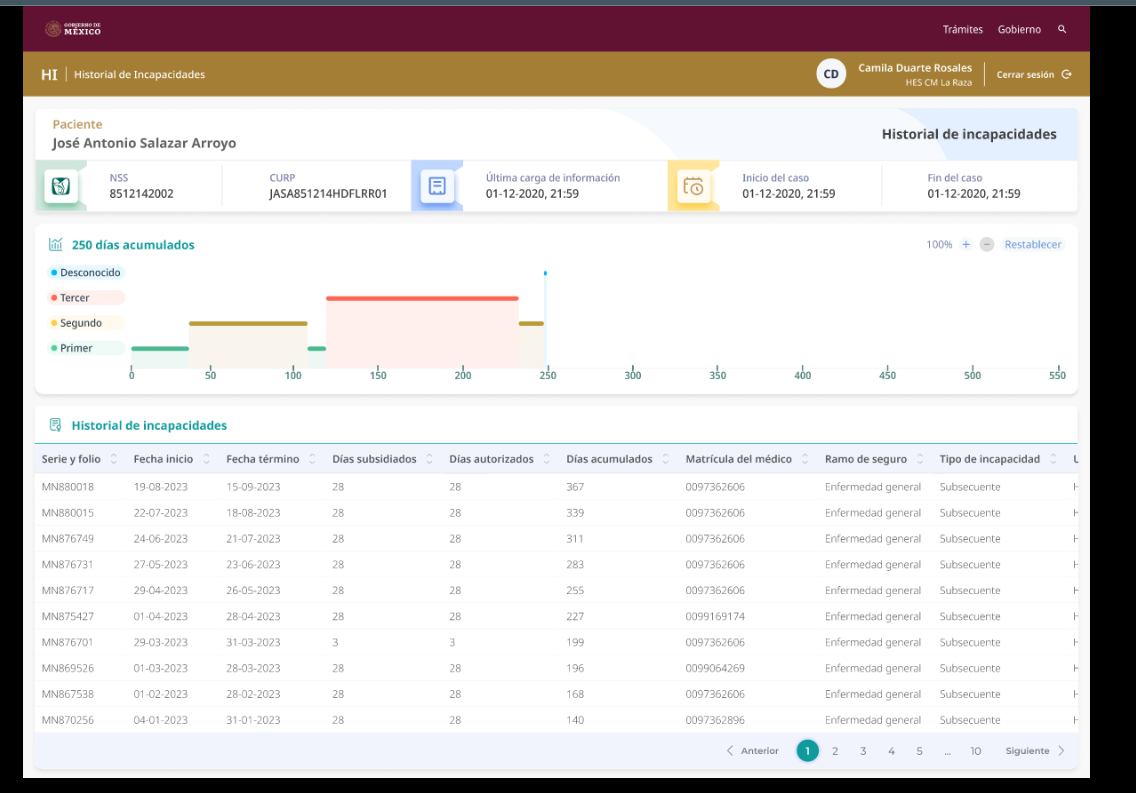 GOBIERNO DE
MÉXICO
Trámites Gobierno
HI Historial de Incapacidades
CD
Camila Duarte Rosales
HES CM La Raza
Cerrar sesión
Paciente
José Antonio Salazar Arroyo
Historial de incapacidades
NSS
8512142002
CURP
JASA851214HDFLRR01
Última carga de información
01-12-2020, 21:59
Inicio del caso
01-12-2020, 21:59
Fin del caso
01-12-2020, 21:59
250 días acumulados
100% + − Restablecer
Desconocido
Tercer
Segundo
Primer
0 50 100 150 200 250 300 350 400 450 500 550
Historial de incapacidades
Serie y folio Fecha inicio Fecha término Días subsidiados Días autorizados Días acumulados Matrícula del médico Ramo de seguro Tipo de incapacidad
MN880018 19-08-2023 15-09-2023 28 28 367 0097362606 Enfermedad general Subsecuente
MN880015 22-07-2023 18-08-2023 28 28 339 0097362606 Enfermedad general Subsecuente
MN876749 24-06-2023 21-07-2023 28 28 311 0097362606 Enfermedad general Subsecuente
MN876731 27-05-2023 23-06-2023 28 28 283 0097362606 Enfermedad general Subsecuente
MN876717 29-04-2023 26-05-2023 28 28 255 0097362606 Enfermedad general Subsecuente
MN875427 01-04-2023 28-04-2023 28 28 227 0099169174 Enfermedad general Subsecuente
MN876701 29-03-2023 31-03-2023 3 3 199 0097362606 Enfermedad general Subsecuente
MN869526 01-03-2023 28-03-2023 28 28 196 0099064269 Enfermedad general Subsecuente
MN867538 01-02-2023 28-02-2023 28 28 168 0097362606 Enfermedad general Subsecuente
MN870256 04-01-2023 31-01-2023 28 28 140 0097362896 Enfermedad general Subsecuente
Anterior 1 2 3 4 5 ... 10 Siguiente